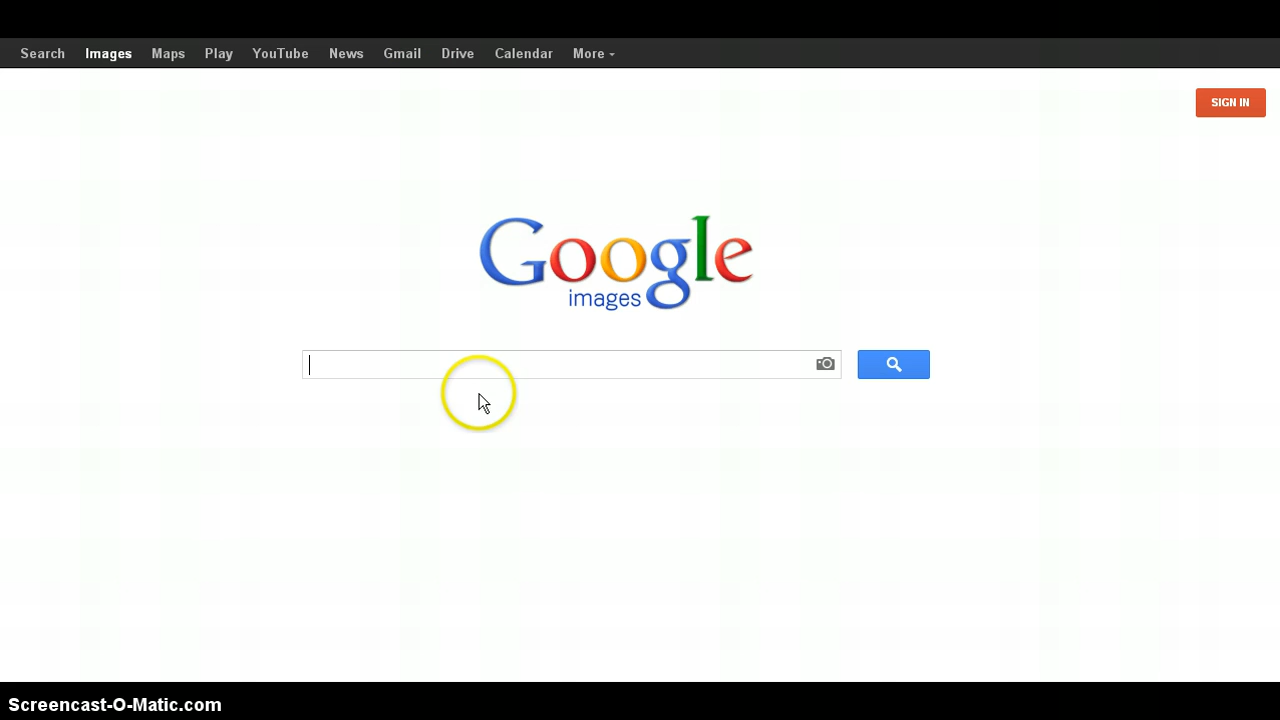 Search Images Maps Play YouTube News Gmail Drive Calendar More
SIGN IN
Google
images
Screencast-O-Matic.com